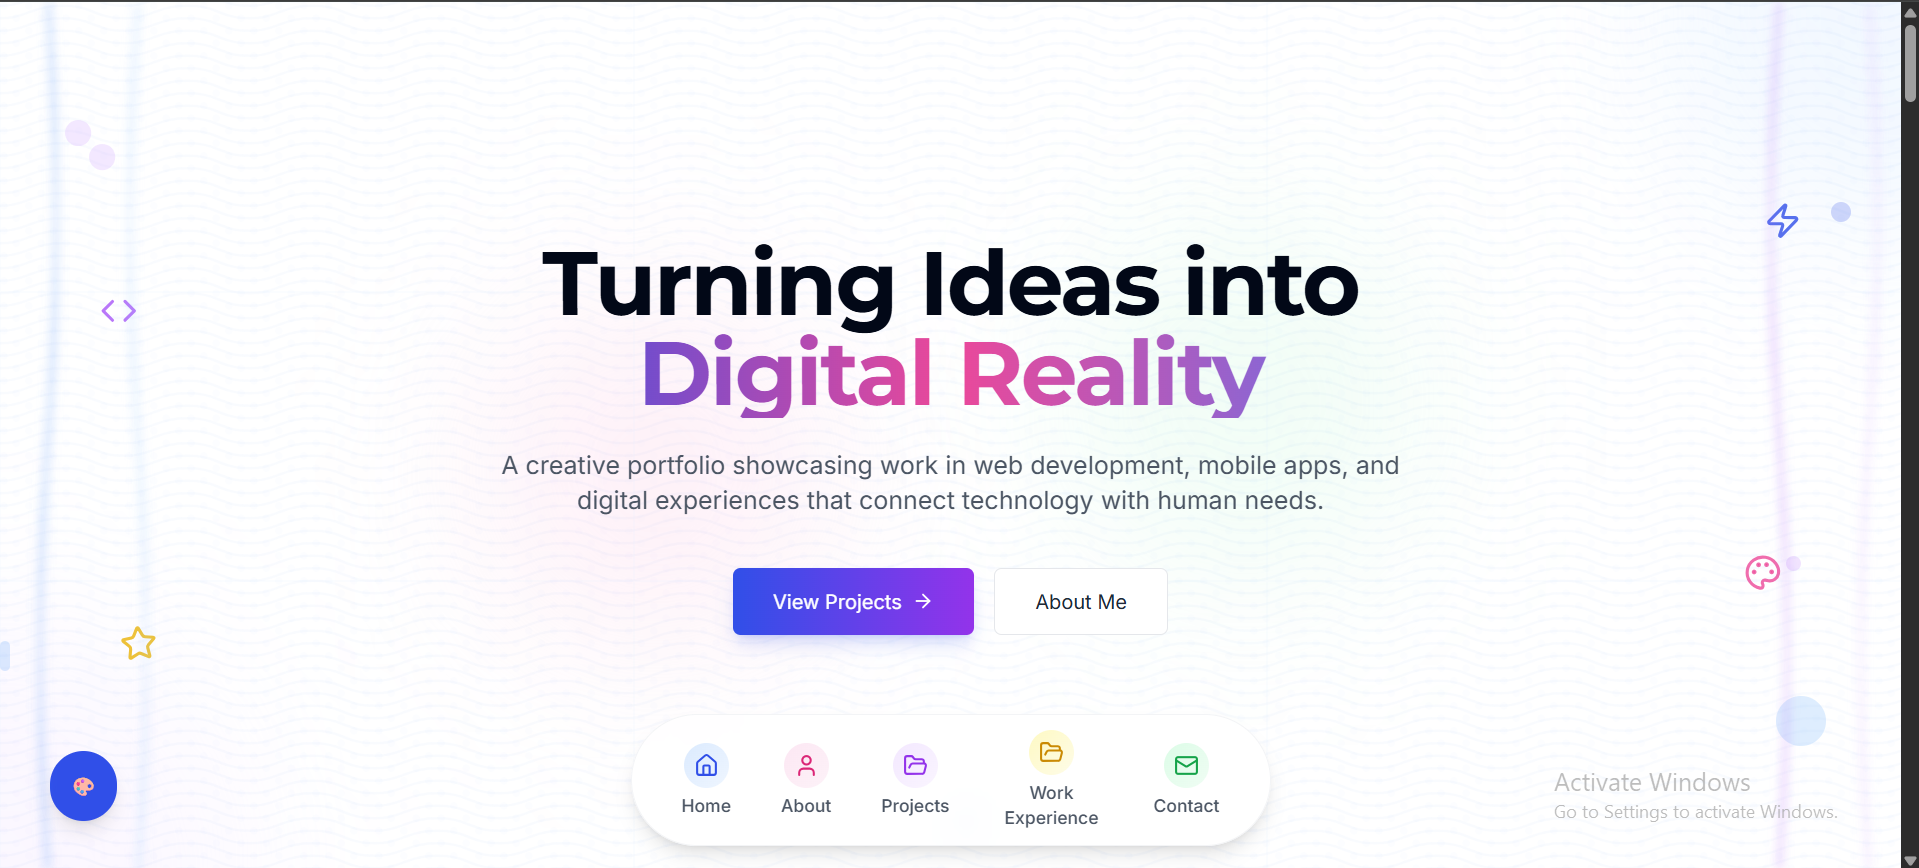 Turning Ideas into
Digital Reality
A creative portfolio showcasing work in web development, mobile apps, and
digital experiences that connect technology with human needs.
View Projects
About Me
Home
About
Projects
Work
Experience
Contact
Activate Windows
Go to Settings to activate Windows.